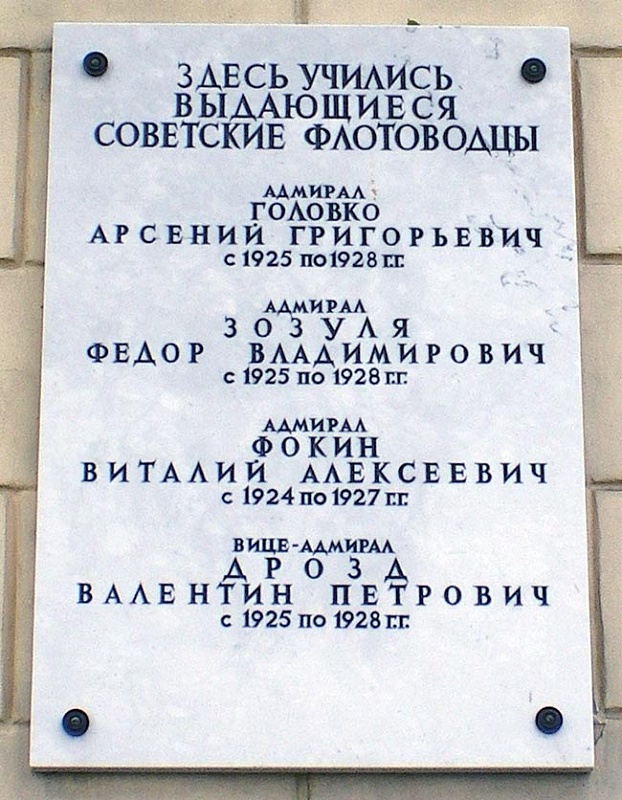 ЗДЕСЬ УЧИЛИСЬ
ВЫДАЮЩИЕСЯ
СОВЕТСКИЕ ФЛОТОВОДЦЫ
АДМИРАЛ
ГОЛОВКО
АРСЕНИЙ ГРИГОРЬЕВИЧ
С 1925 ПО 1928 Г.Г.
АДМИРАЛ
ЗОЗУЛЯ
ФЕДОР ВЛАДИМИРОВИЧ
С 1925 ПО 1928 Г.Г.
АДМИРАЛ
ФОКИН
ВИТАЛИЙ АЛЕКСЕЕВИЧ
С 1924 ПО 1927 Г.Г.
ВИЦЕ-АДМИРАЛ
ДРОЗД
ВАЛЕНТИН ПЕТРОВИЧ
С 1925 ПО 1928 Г.Г.